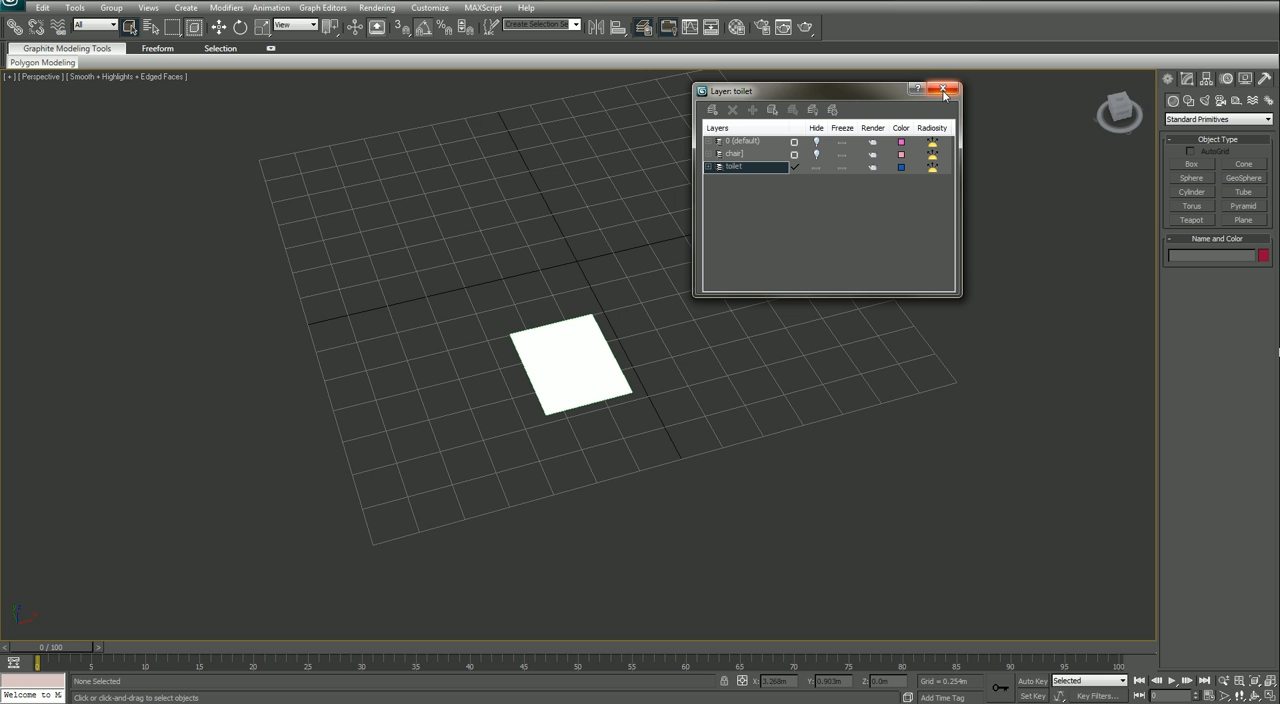 Edit Tools Group Views Create Modifiers Animation Graph Editors Rendering Customize MAXScript Help
All View Create Selection Se
Graphite Modeling Tools Freeform Selection
Polygon Modeling
[ + ] [ Perspective ] [ Smooth + Highlights + Edged Faces ]
Layer: toilet
Layers Hide Freeze Render Color Radiosity
0 (default)
chair]
toilet
Standard Primitives
Object Type
AutoGrid
Box Cone
Sphere GeoSphere
Cylinder Tube
Torus Pyramid
Teapot Plane
Name and Color
0 / 100
0 5 10 15 20 25 30 35 40 45 50 55 60 65 70 75 80 85 90 95 100
None Selected X: 3.268m Y: 0.903m Z: 0.0m Grid = 0.254m Auto Key Selected
Welcome to M Click or click-and-drag to select objects Add Time Tag Set Key Key Filters... 0